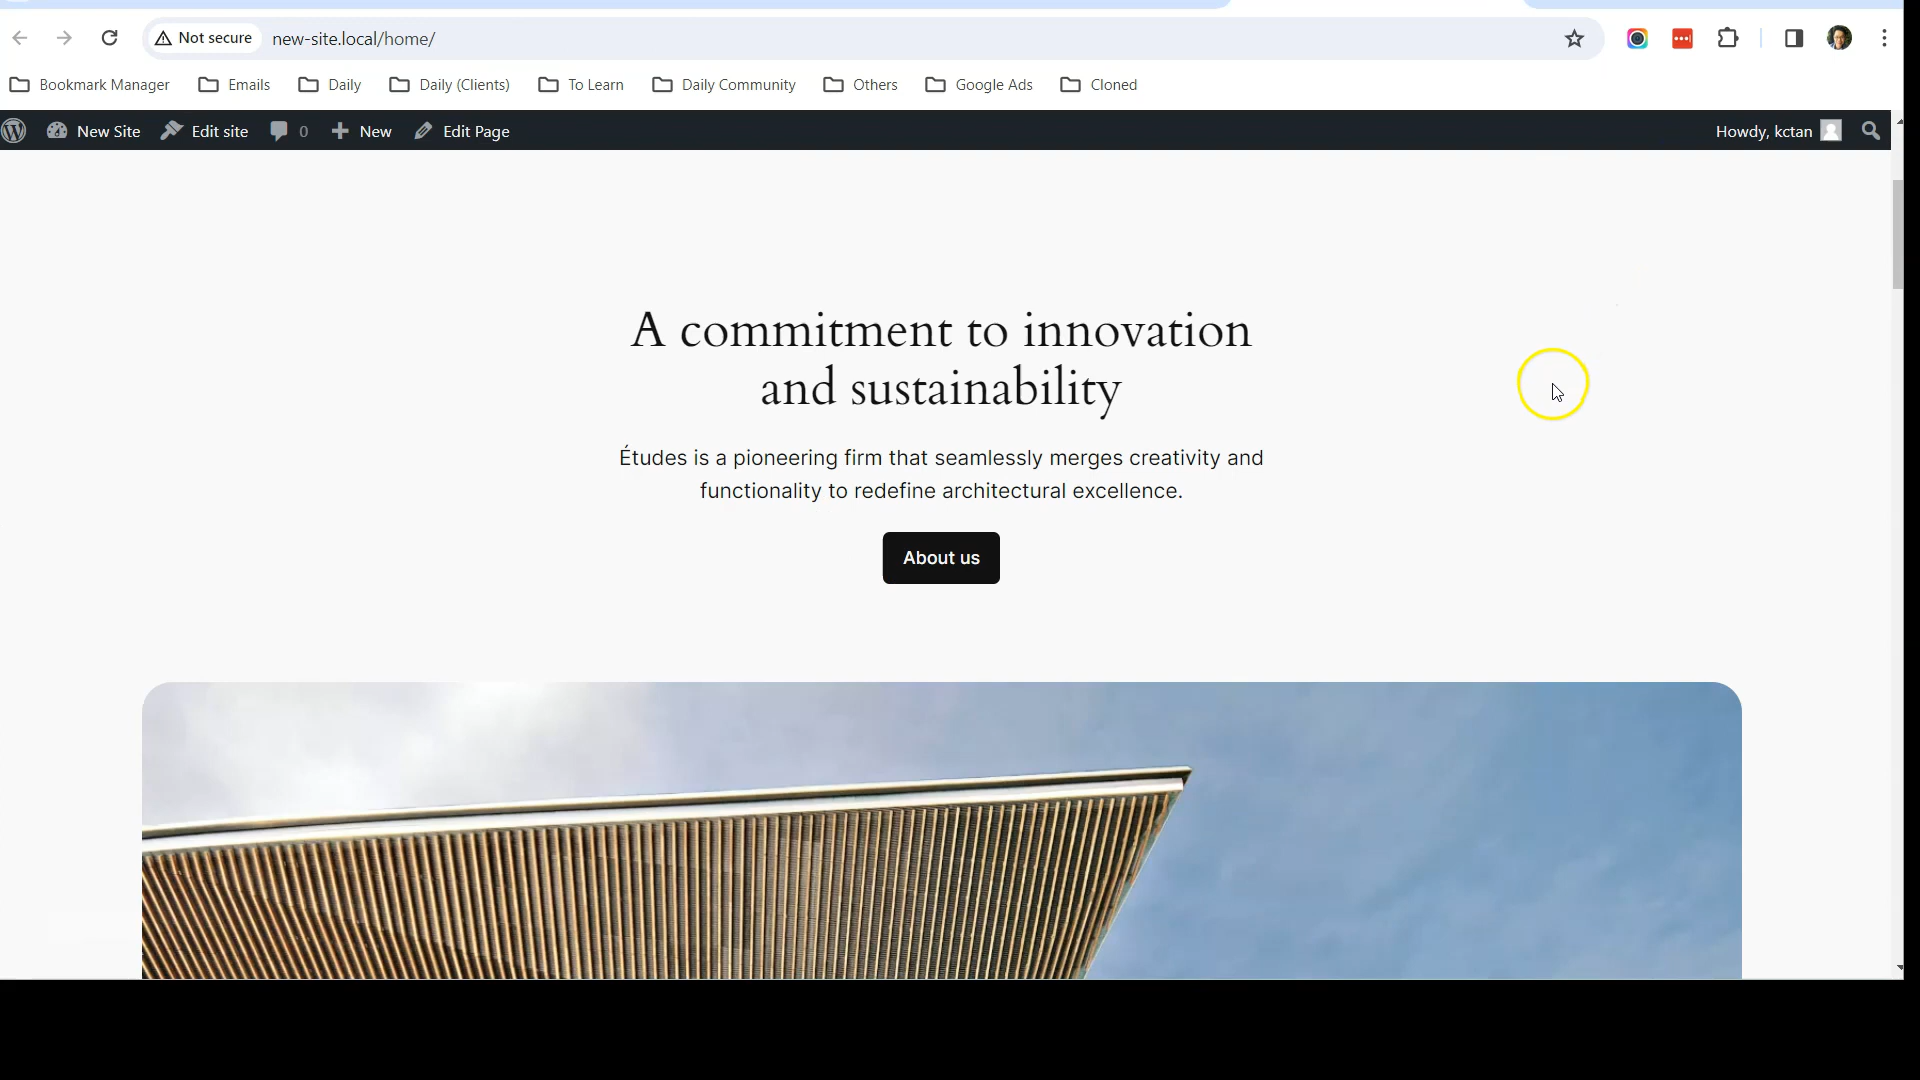 Not secure
new-site.local/home/
Bookmark Manager
Emails
Daily
Daily (Clients)
To Learn
Daily Community
Others
Google Ads
Cloned
New Site
Edit site
0
New
Edit Page
Howdy, kctan
A commitment to innovation
and sustainability
Études is a pioneering firm that seamlessly merges creativity and
functionality to redefine architectural excellence.
About us